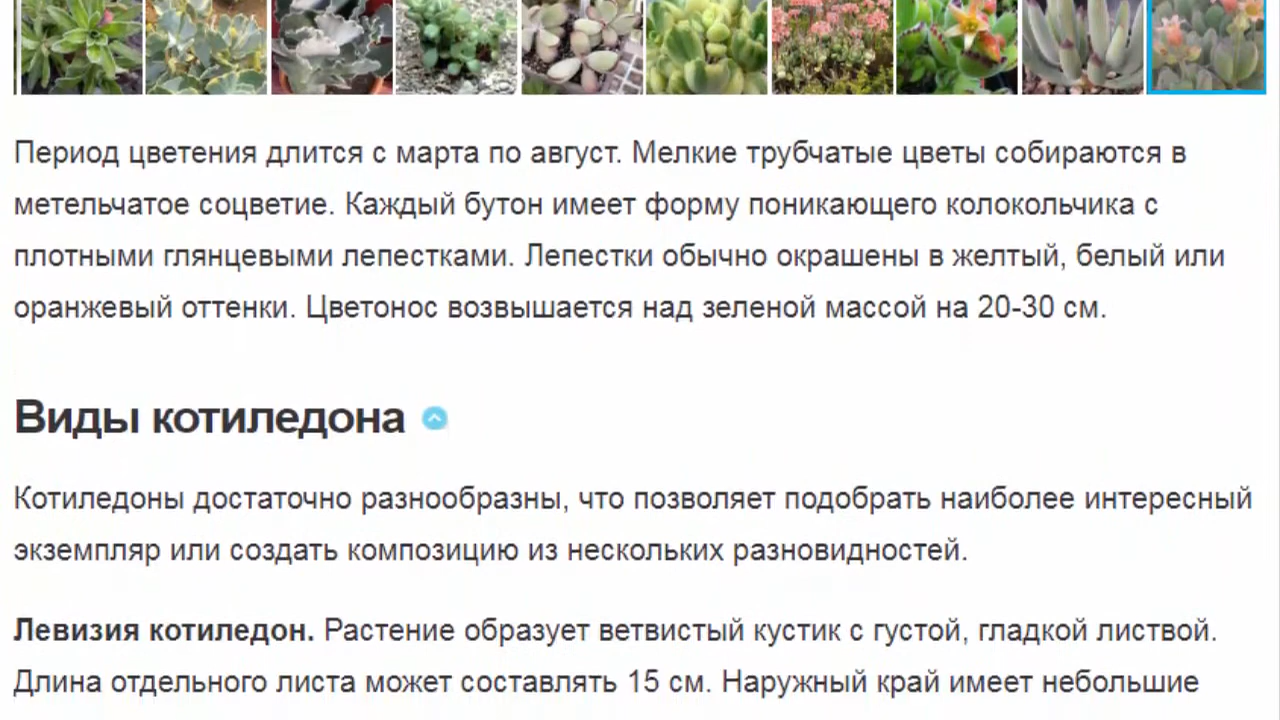 Период цветения длится с марта по август. Мелкие трубчатые цветы собираются в
метельчатое соцветие. Каждый бутон имеет форму поникающего колокольчика с
плотными глянцевыми лепестками. Лепестки обычно окрашены в желтый, белый или
оранжевый оттенки. Цветонос возвышается над зеленой массой на 20-30 см.
Виды котиледона
Котиледоны достаточно разнообразны, что позволяет подобрать наиболее интересный
экземпляр или создать композицию из нескольких разновидностей.
Левизия котиледон. Растение образует ветвистый кустик с густой, гладкой листвой.
Длина отдельного листа может составлять 15 см. Наружный край имеет небольшие